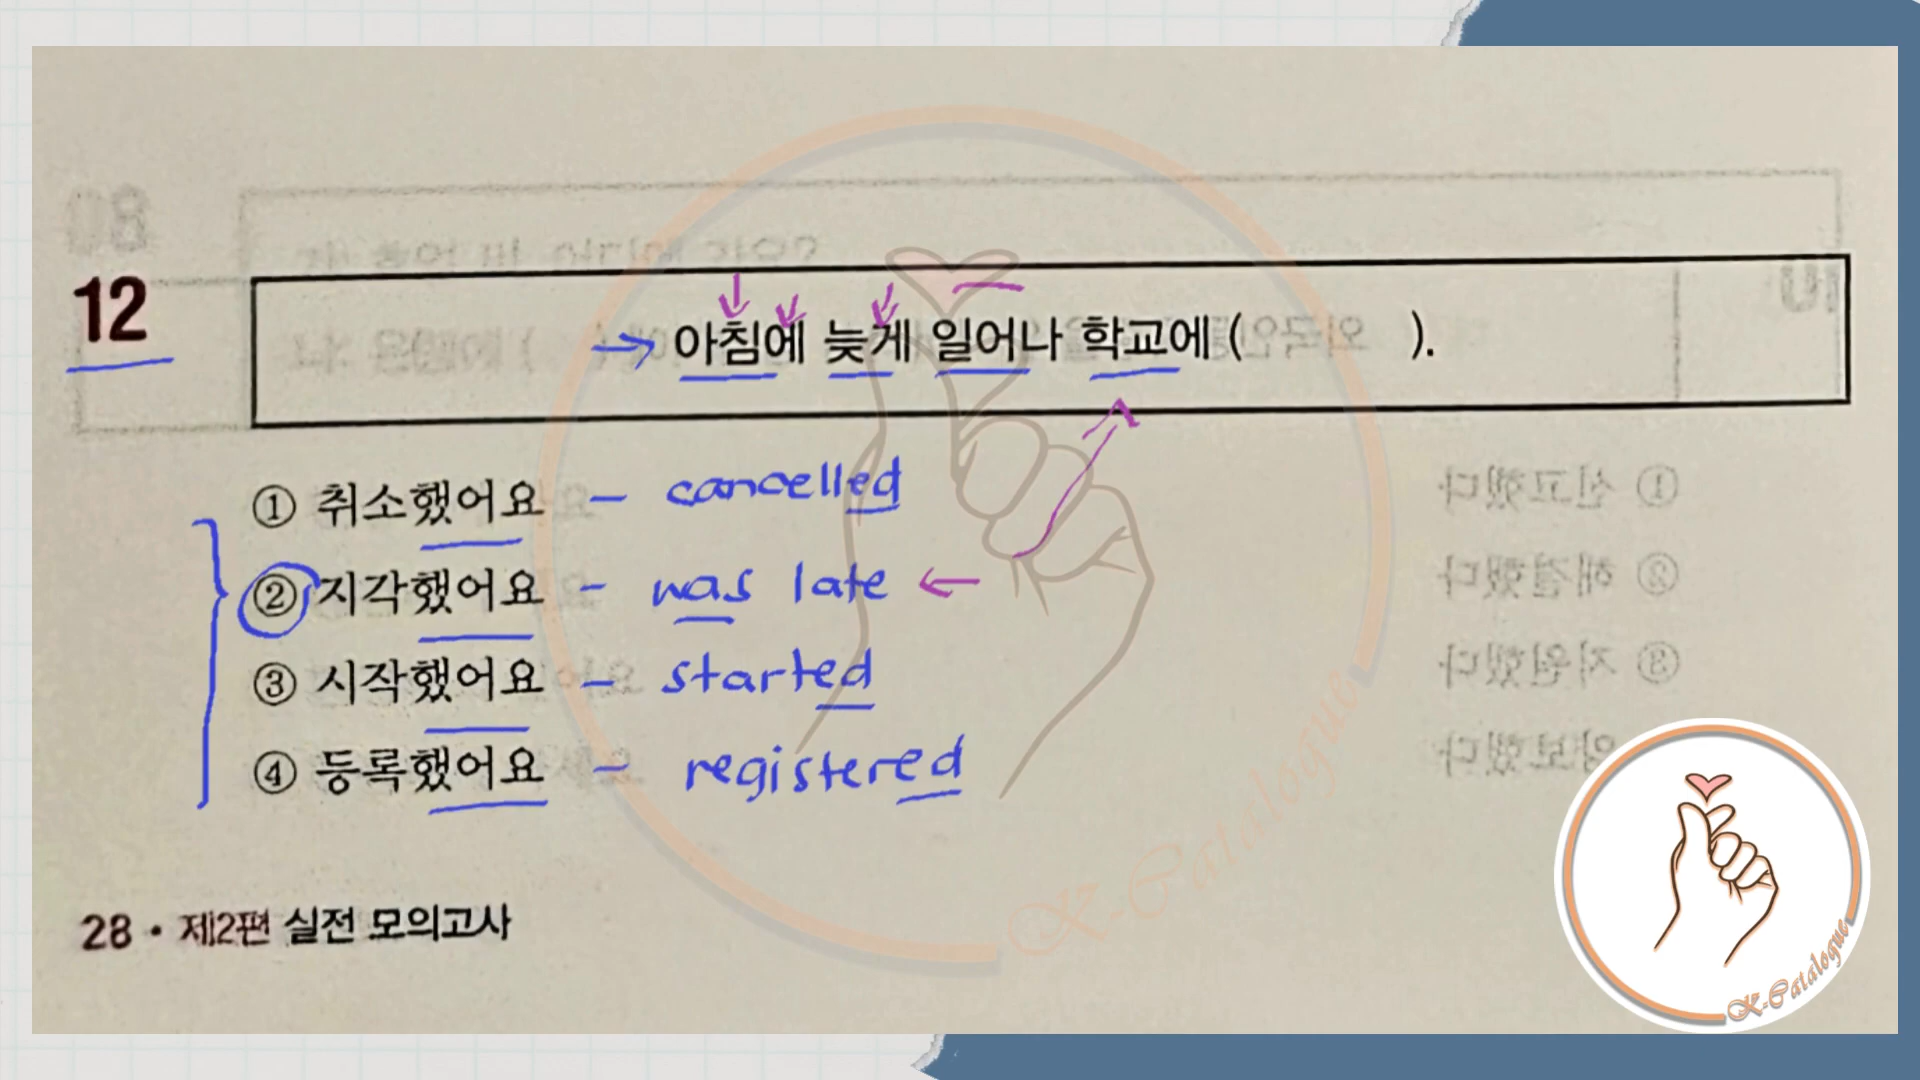 12
아침에 늦게 일어나 학교에( ).
① 취소했어요 - cancelled
② 지각했어요 - was late
③ 시작했어요 - started
④ 등록했어요 - registered
28 • 제2편 실전 모의고사
K-Catalogue
K-Catalogue